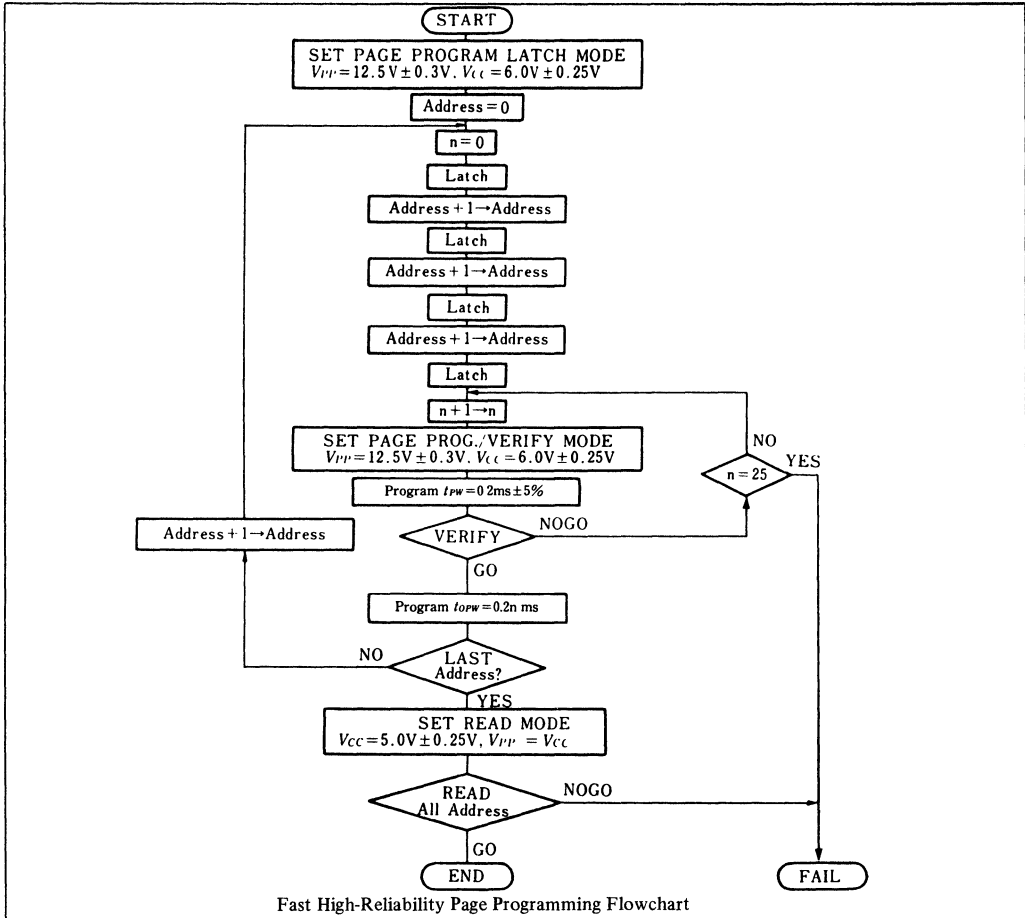 START
SET PAGE PROGRAM LATCH MODE
VPP=12.5V±0.3V. VCC=6.0V±0.25V
Address=0
n=0
Latch
Address+1→Address
Latch
Address+1→Address
Latch
Address+1→Address
Latch
n+1→n
SET PAGE PROG./VERIFY MODE
VPP=12.5V±0.3V. VCC=6.0V±0.25V
NO
YES
n=25
Program tPW=0.2ms±5%
Address+1→Address
VERIFY
NOGO
GO
Program tOPW=0.2n ms
NO
LAST
Address?
YES
SET READ MODE
VCC=5.0V±0.25V, VPP=VCC
READ
All Address
NOGO
GO
END
FAIL
Fast High-Reliability Page Programming Flowchart